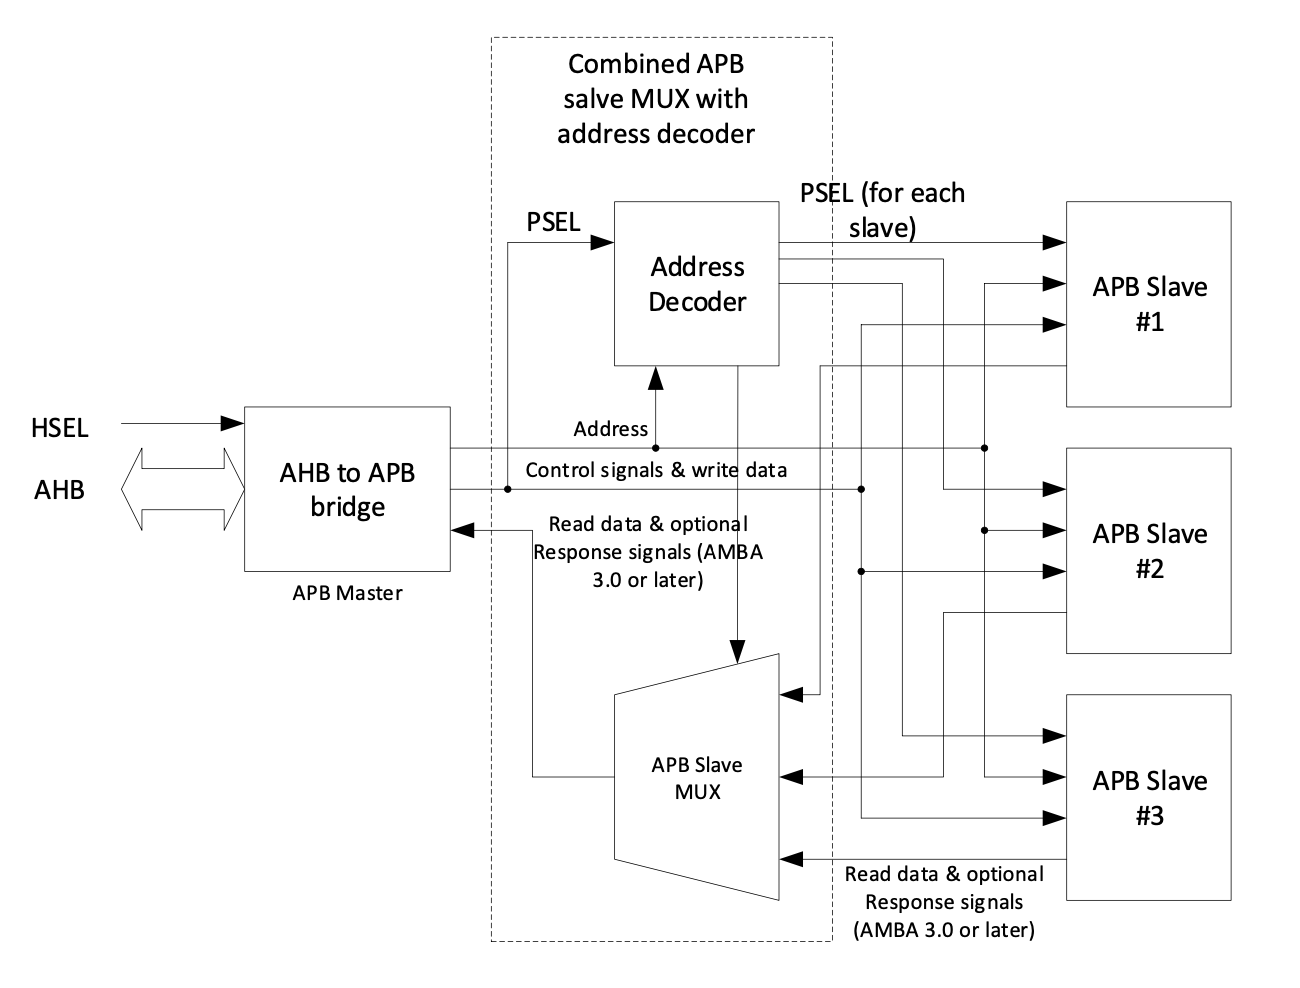 Combined APB
salve MUX with
address decoder
PSEL (for each
slave)
PSEL
Address
Decoder
APB Slave
#1
HSEL
AHB
AHB to APB
bridge
APB Master
Address
Control signals & write data
Read data & optional
Response signals (AMBA
3.0 or later)
APB Slave
#2
APB Slave
MUX
APB Slave
#3
Read data & optional
Response signals
(AMBA 3.0 or later)